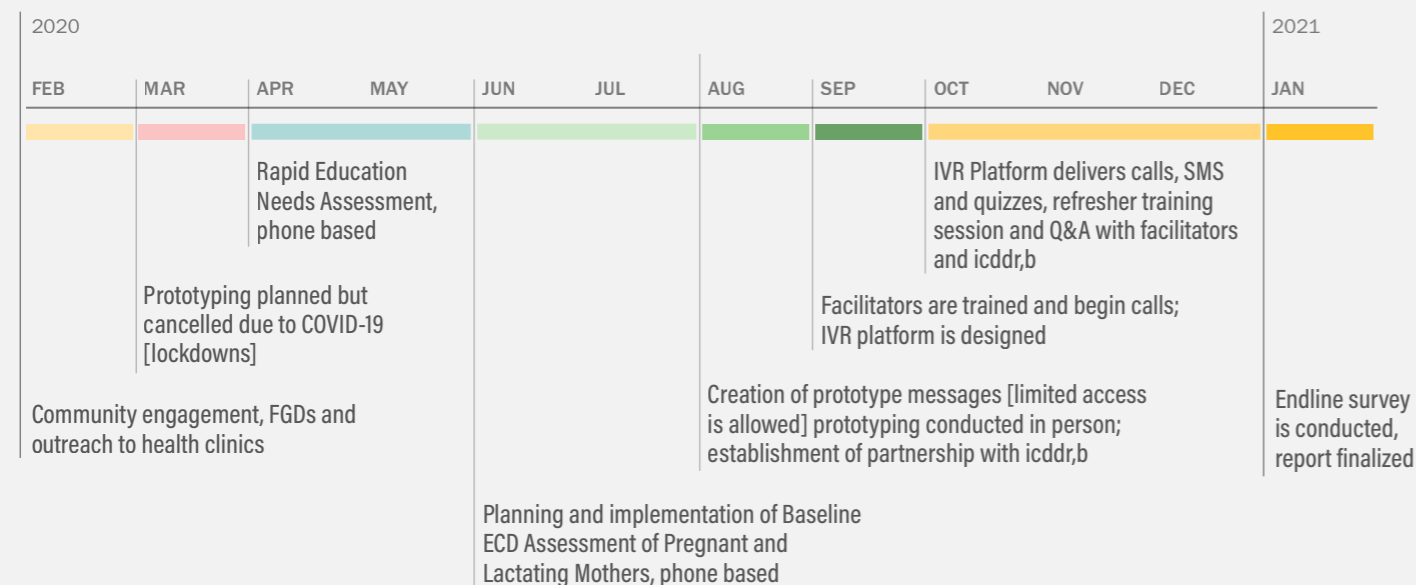 2020
2021
FEB
MAR
APR
MAY
JUN
JUL
AUG
SEP
OCT
NOV
DEC
JAN
Rapid Education
Needs Assessment,
phone based
IVR Platform delivers calls, SMS
and quizzes, refresher training
session and Q&A with facilitators
and icddr,b
Prototyping planned but
cancelled due to COVID-19
[lockdowns]
Facilitators are trained and begin calls;
IVR platform is designed
Community engagement, FGDs and
outreach to health clinics
Creation of prototype messages [limited access
is allowed] prototyping conducted in person;
establishment of partnership with icddr,b
Endline survey
is conducted,
report finalized
Planning and implementation of Baseline
ECD Assessment of Pregnant and
Lactating Mothers, phone based